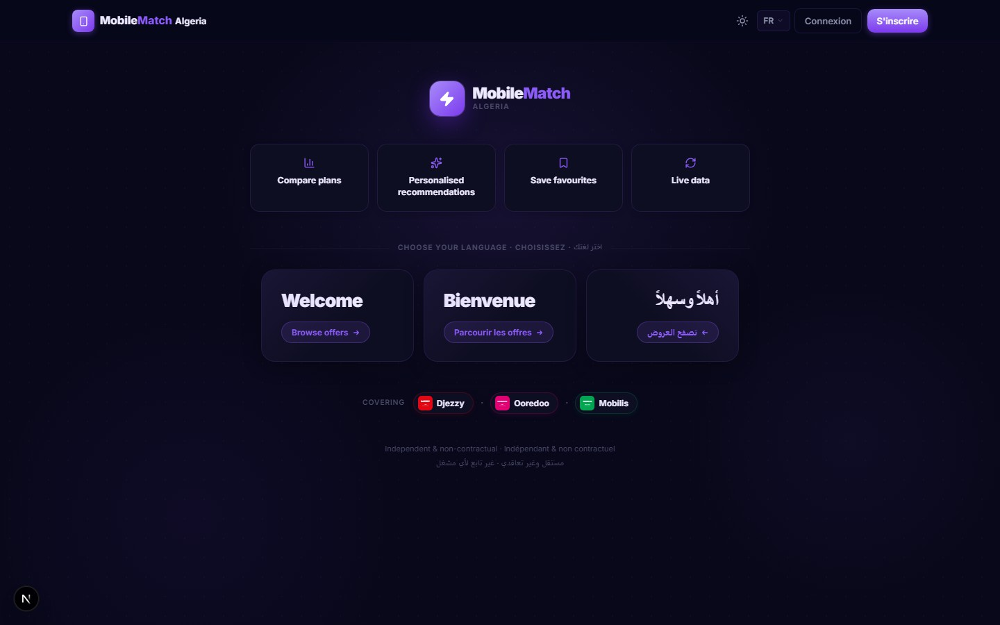 MobileMatch Algeria
FR
Connexion
S'inscrire
MobileMatch
ALGERIA
Compare plans
Personalised
recommendations
Save favourites
Live data
CHOOSE YOUR LANGUAGE · CHOISISSEZ · اختر لغتك
Welcome
Browse offers →
Bienvenue
Parcourir les offres →
أهلاً وسهلاً
تصفح العروض ←
COVERING
Djezzy
·
Ooredoo
·
Mobilis
Independent & non-contractual · Indépendant & non contractuel
مستقل وغير تعاقدي · غير تابع لأي مشغل
N